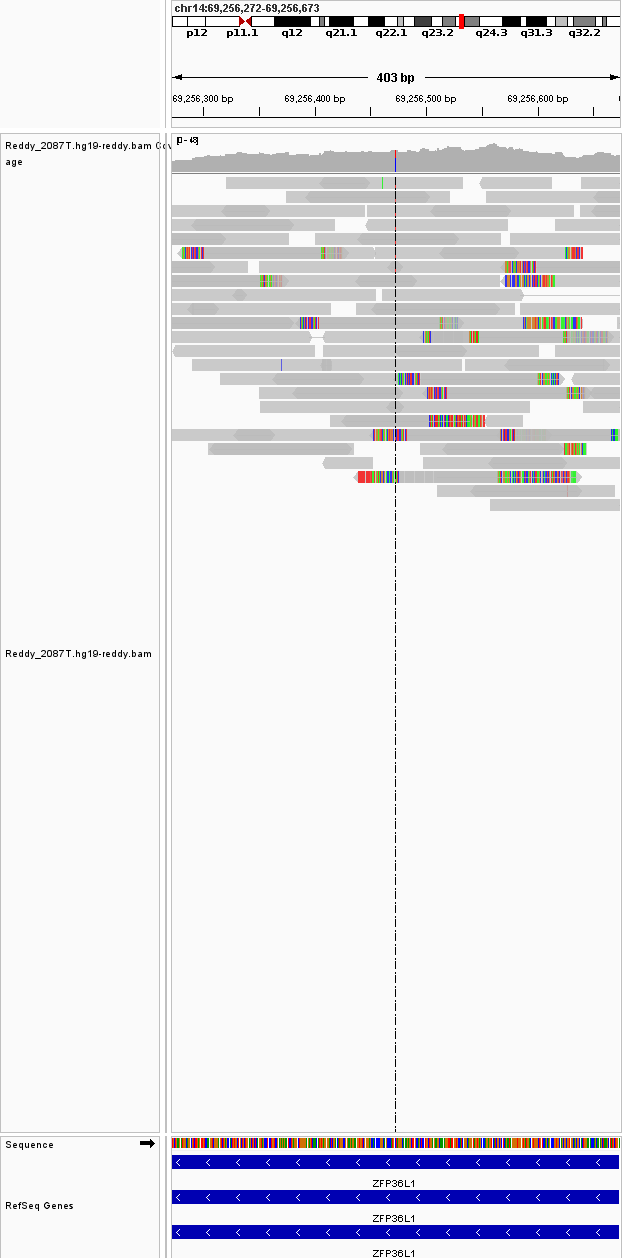 chr14:69,256,272-69,256,673
p12 p11.1 q12 q21.1 q22.1 q23.2 q24.3 q31.3 q32.2
403 bp
69,256,300 bp 69,256,400 bp 69,256,500 bp 69,256,600 bp
Reddy_2087T.hg19-reddy.bam Cov
age
[0 - 48]
Reddy_2087T.hg19-reddy.bam
Sequence
ZFP36L1
RefSeq Genes
ZFP36L1
ZFP36L1